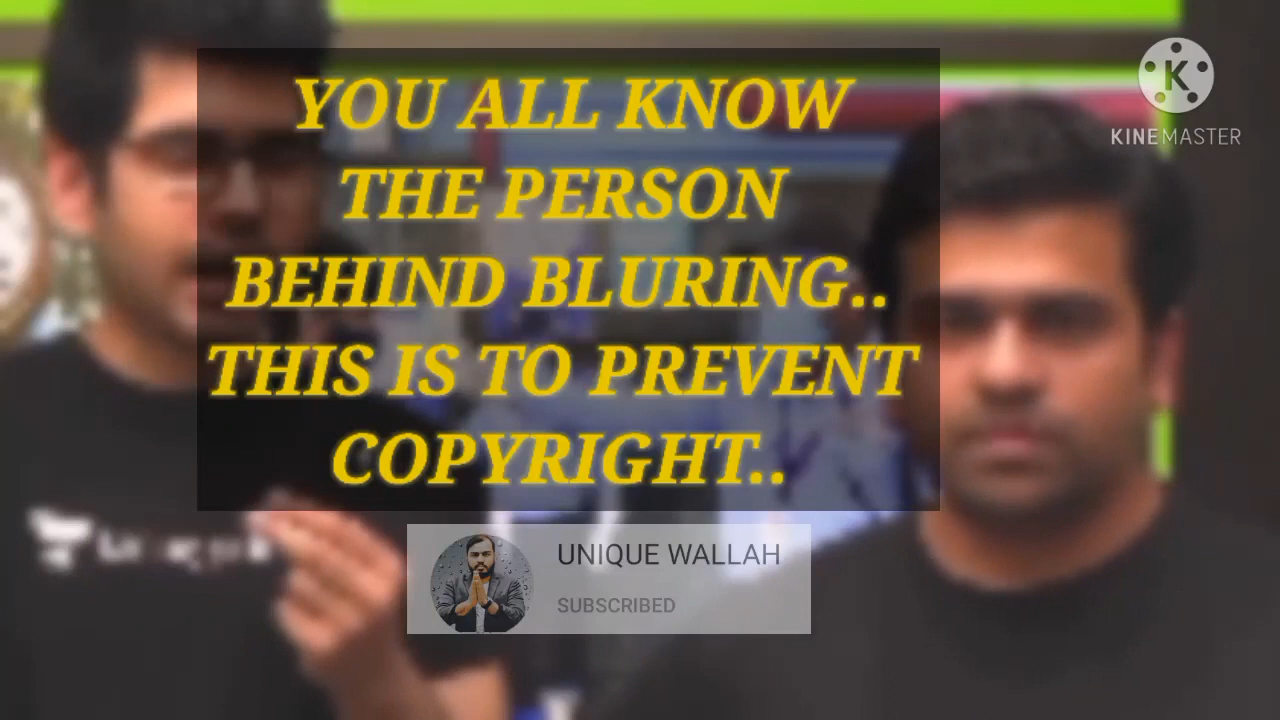 YOU ALL KNOW
THE PERSON
BEHIND BLURING..
THIS IS TO PREVENT
COPYRIGHT..
KINEMASTER
UNIQUE WALLAH
SUBSCRIBED